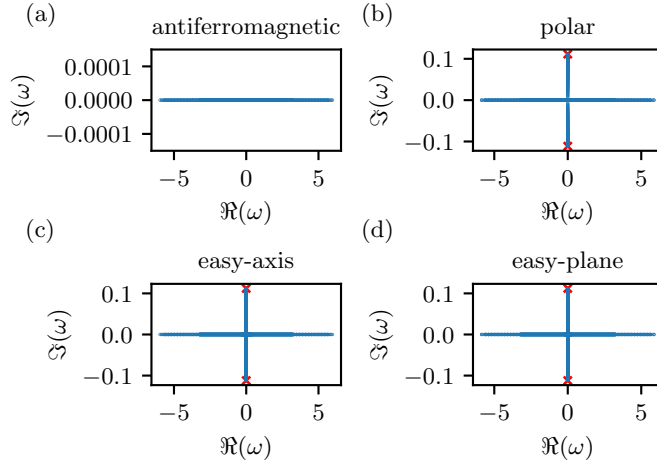 (a)
antiferromagnetic
0.0001
0.0000
−0.0001
ℑ(ω)
−5 0 5
ℜ(ω)
(b)
polar
0.1
0.0
−0.1
ℑ(ω)
−5 0 5
ℜ(ω)
(c)
easy-axis
0.1
0.0
−0.1
ℑ(ω)
−5 0 5
ℜ(ω)
(d)
easy-plane
0.1
0.0
−0.1
ℑ(ω)
−5 0 5
ℜ(ω)